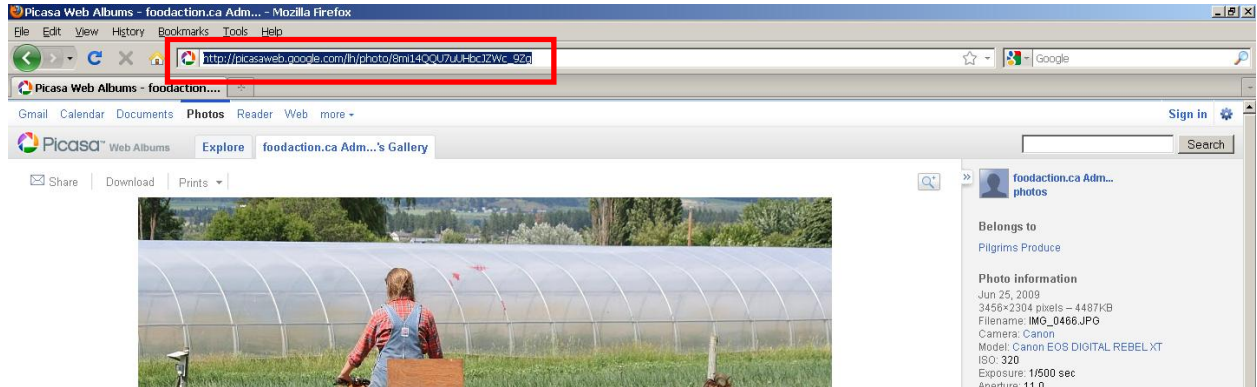 Picasa Web Albums - foodaction.ca Adm... - Mozilla Firefox
File Edit View History Bookmarks Tools Help
http://picasaweb.google.com/lh/photo/8mi14QQU7uUHbcJZWc_9Zg
Google
Picasa Web Albums - foodaction....
Gmail Calendar Documents Photos Reader Web more
Sign in
Picasa™ Web Albums Explore foodaction.ca Adm...'s Gallery
Search
Share Download Prints
foodaction.ca Adm...
photos
Belongs to
Pilgrims Produce
Photo information
Jun 25, 2009
3456×2304 pixels – 4487KB
Filename: IMG_0466.JPG
Camera: Canon
Model: Canon EOS DIGITAL REBEL XT
ISO: 320
Exposure: 1/500 sec
Aperture: 11.0